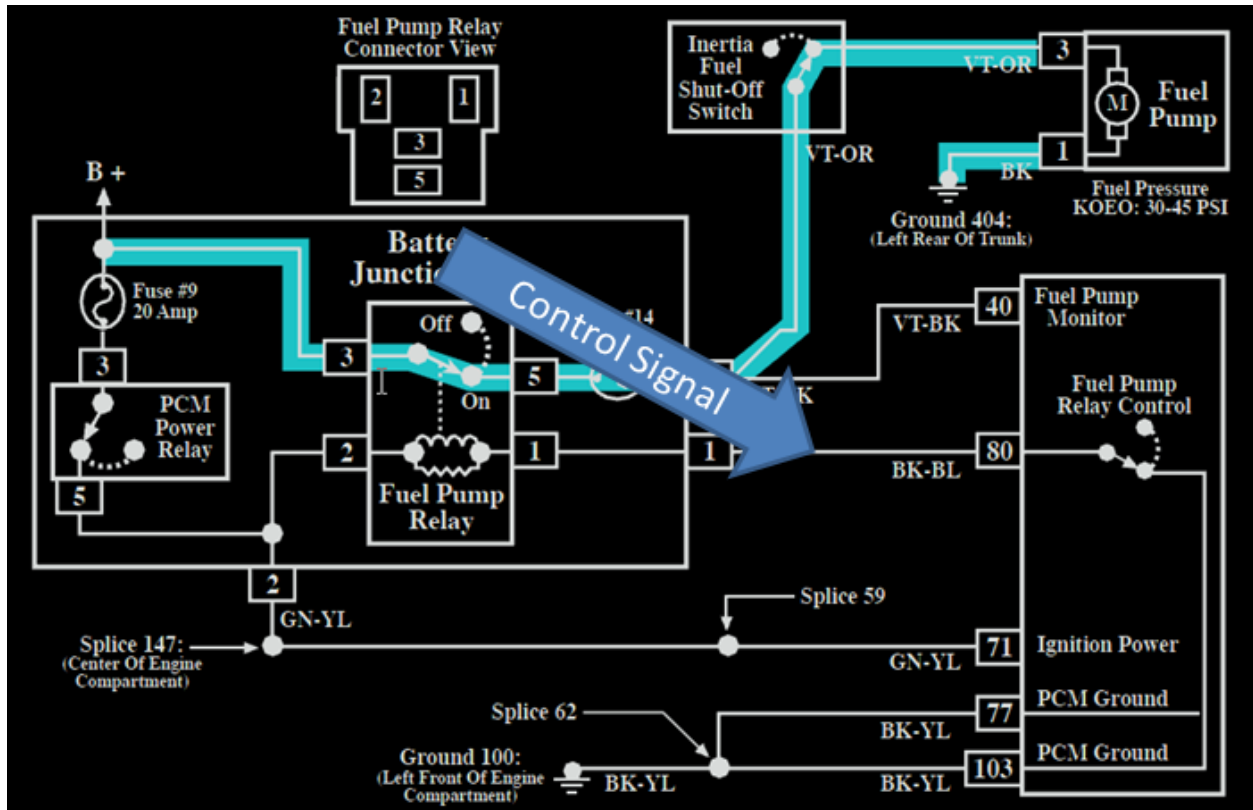 Fuel Pump Relay
Connector View
2
1
3
5
B +
Inertia
Fuel
Shut-Off
Switch
VT-OR
VT-OR
3
1
BK
M
Fuel
Pump
Fuel Pressure
KOEO: 30-45 PSI
Ground 404:
(Left Rear Of Trunk)
Fuse #9
20 Amp
3
PCM
Power
Relay
5
3
2
Off
On
5
1
Fuel Pump
Relay
1
Control Signal
2
GN-YL
Splice 147:
(Center Of Engine
Compartment)
Splice 59
VT-BK
40
Fuel Pump
Monitor
Fuel Pump
Relay Control
BK-BL
80
GN-YL
71
Ignition Power
Splice 62
BK-YL
77
PCM Ground
Ground 100:
(Left Front Of Engine
Compartment)
BK-YL
BK-YL
103
PCM Ground